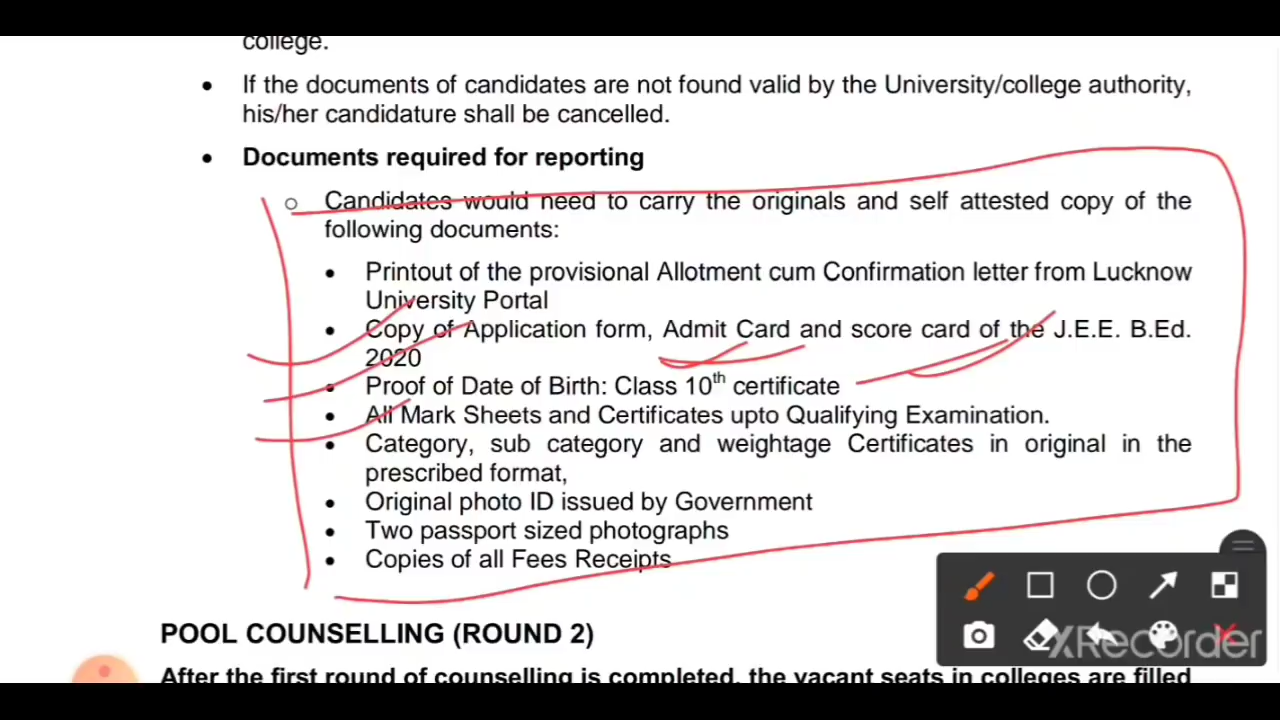 college.
• If the documents of candidates are not found valid by the University/college authority,
his/her candidature shall be cancelled.
• Documents required for reporting
○ Candidates would need to carry the originals and self attested copy of the
following documents:
• Printout of the provisional Allotment cum Confirmation letter from Lucknow
University Portal
• Copy of Application form, Admit Card and score card of the J.E.E. B.Ed.
2020
• Proof of Date of Birth: Class 10th certificate
• All Mark Sheets and Certificates upto Qualifying Examination.
• Category, sub category and weightage Certificates in original in the
prescribed format,
• Original photo ID issued by Government
• Two passport sized photographs
• Copies of all Fees Receipts
POOL COUNSELLING (ROUND 2)
After the first round of counselling is completed, the vacant seats in colleges are filled
XRecorder